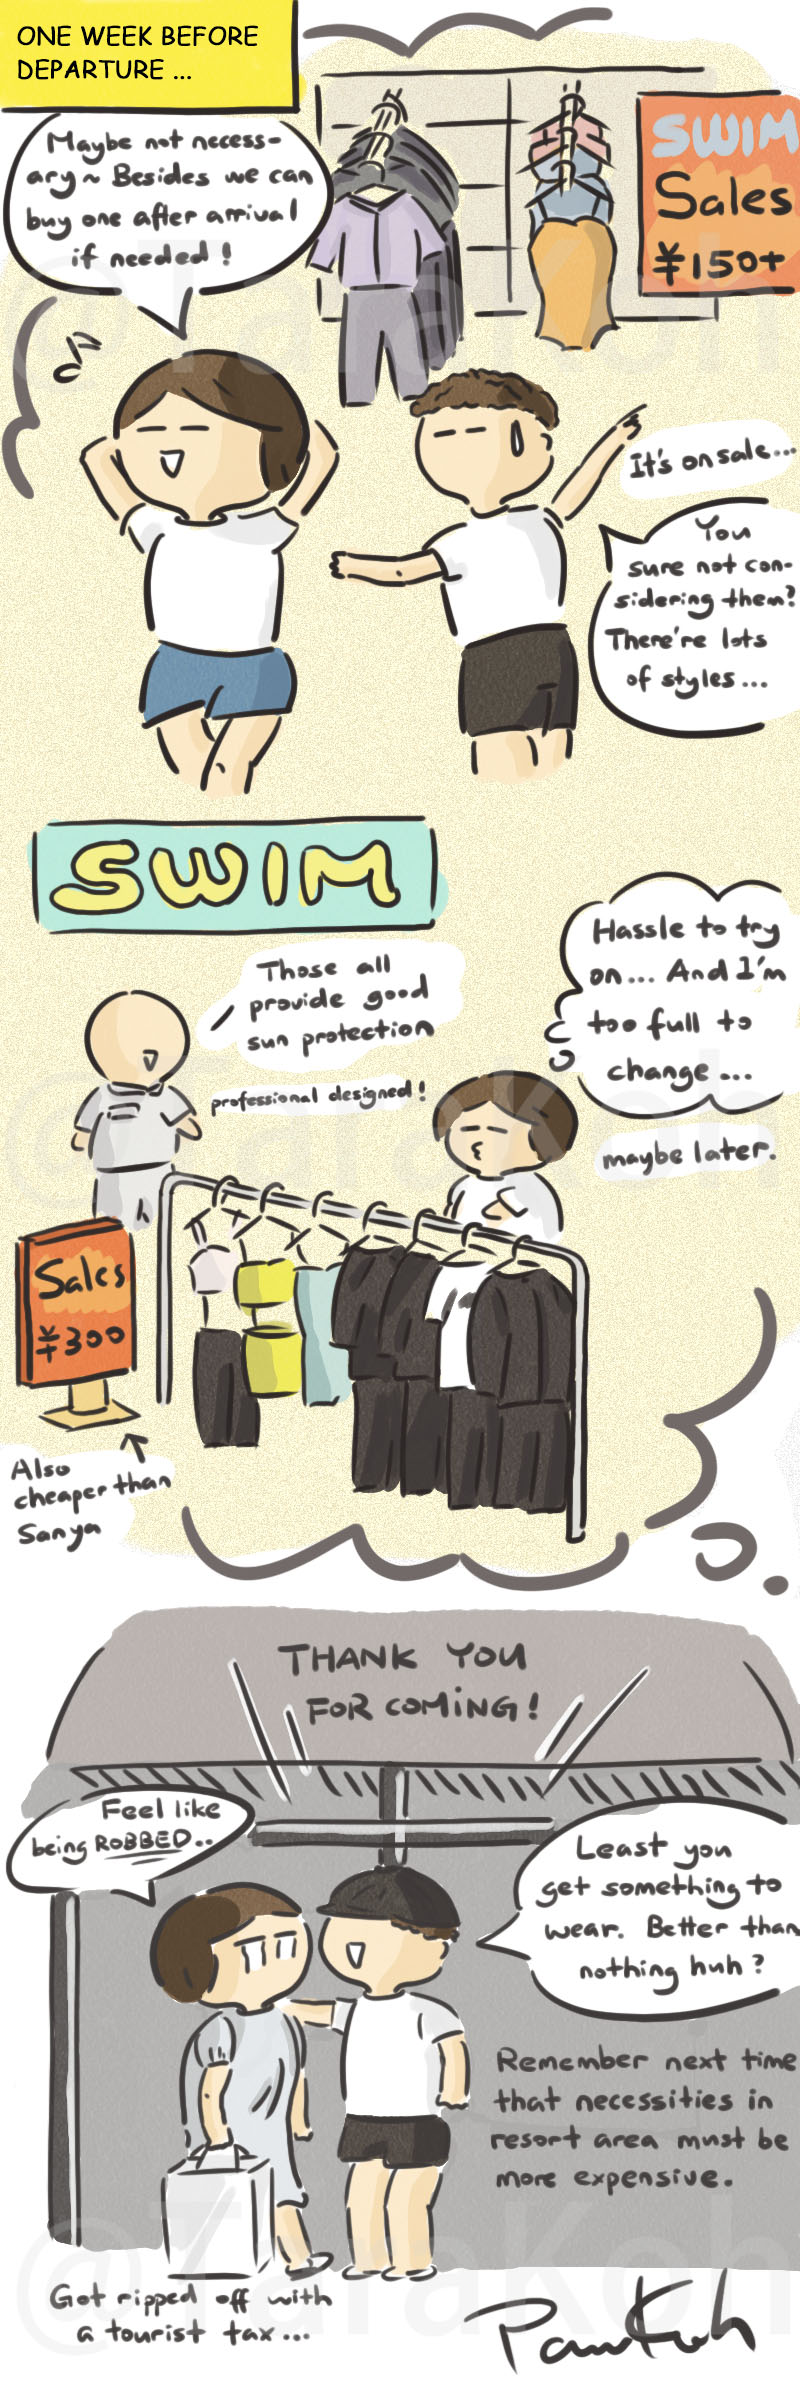 ONE WEEK BEFORE
DEPARTURE ...
Maybe not necess-
ary ~ Besides we can
buy one after arrival
if needed !
SWIM
Sales
¥150+
It's on sale...
You
sure not con-
sidering them?
There're lots
of styles...
SWIM
Those all
provide good
sun protection
professional designed!
Hassle to try
on... And I'm
too full to
change...
maybe later.
Sales
¥300
Also
cheaper than
Sanya
THANK YOU
FOR COMING!
Feel like
being ROBBED..
Least you
get something to
wear. Better than
nothing huh?
Remember next time
that necessities in
resort area must be
more expensive.
Got ripped off with
a tourist tax...
@TaraKoh
@TaraKoh
@TaraKoh